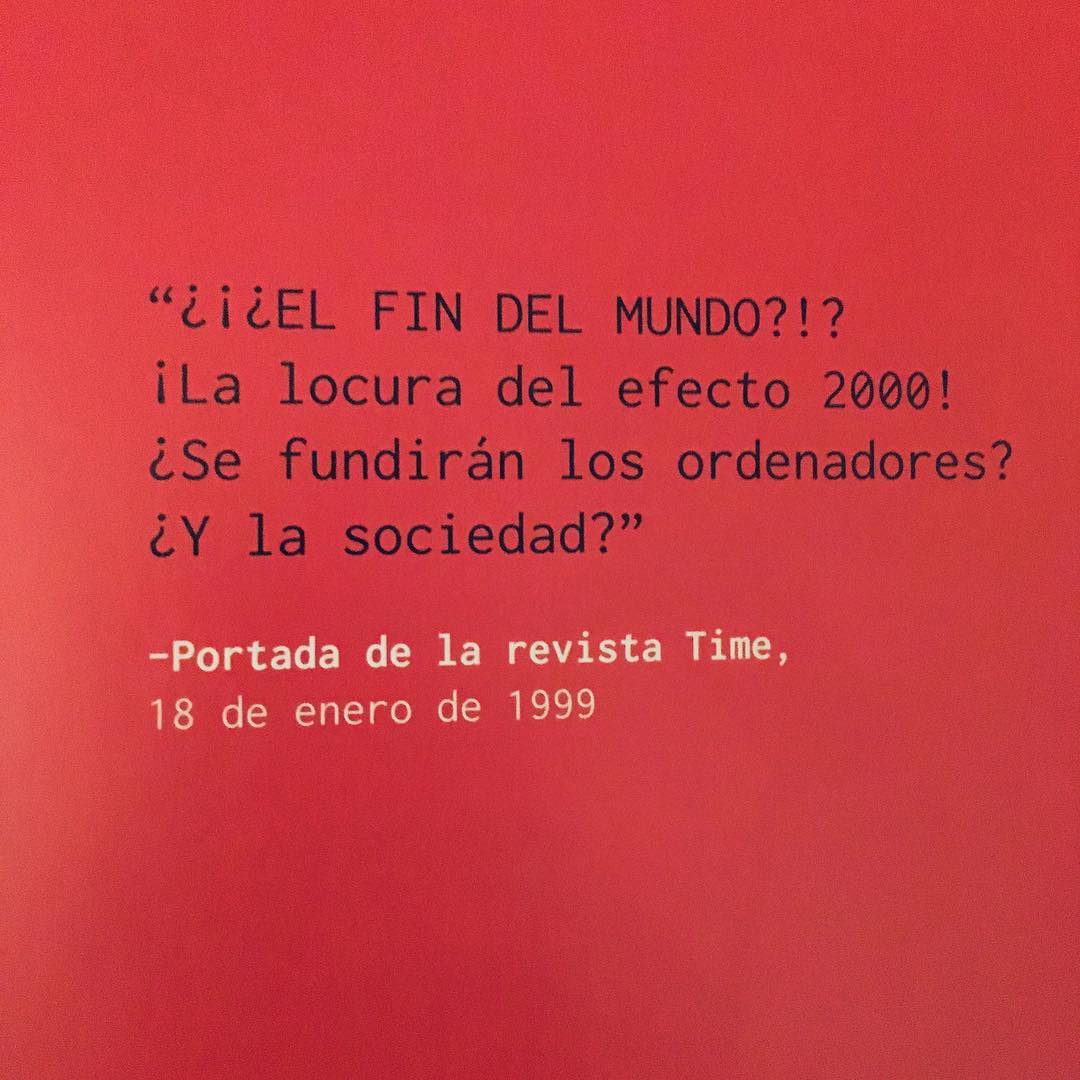 “¿¡¿EL FIN DEL MUNDO?!?
¡La locura del efecto 2000!
¿Se fundirán los ordenadores?
¿Y la sociedad?”
–Portada de la revista Time,
18 de enero de 1999